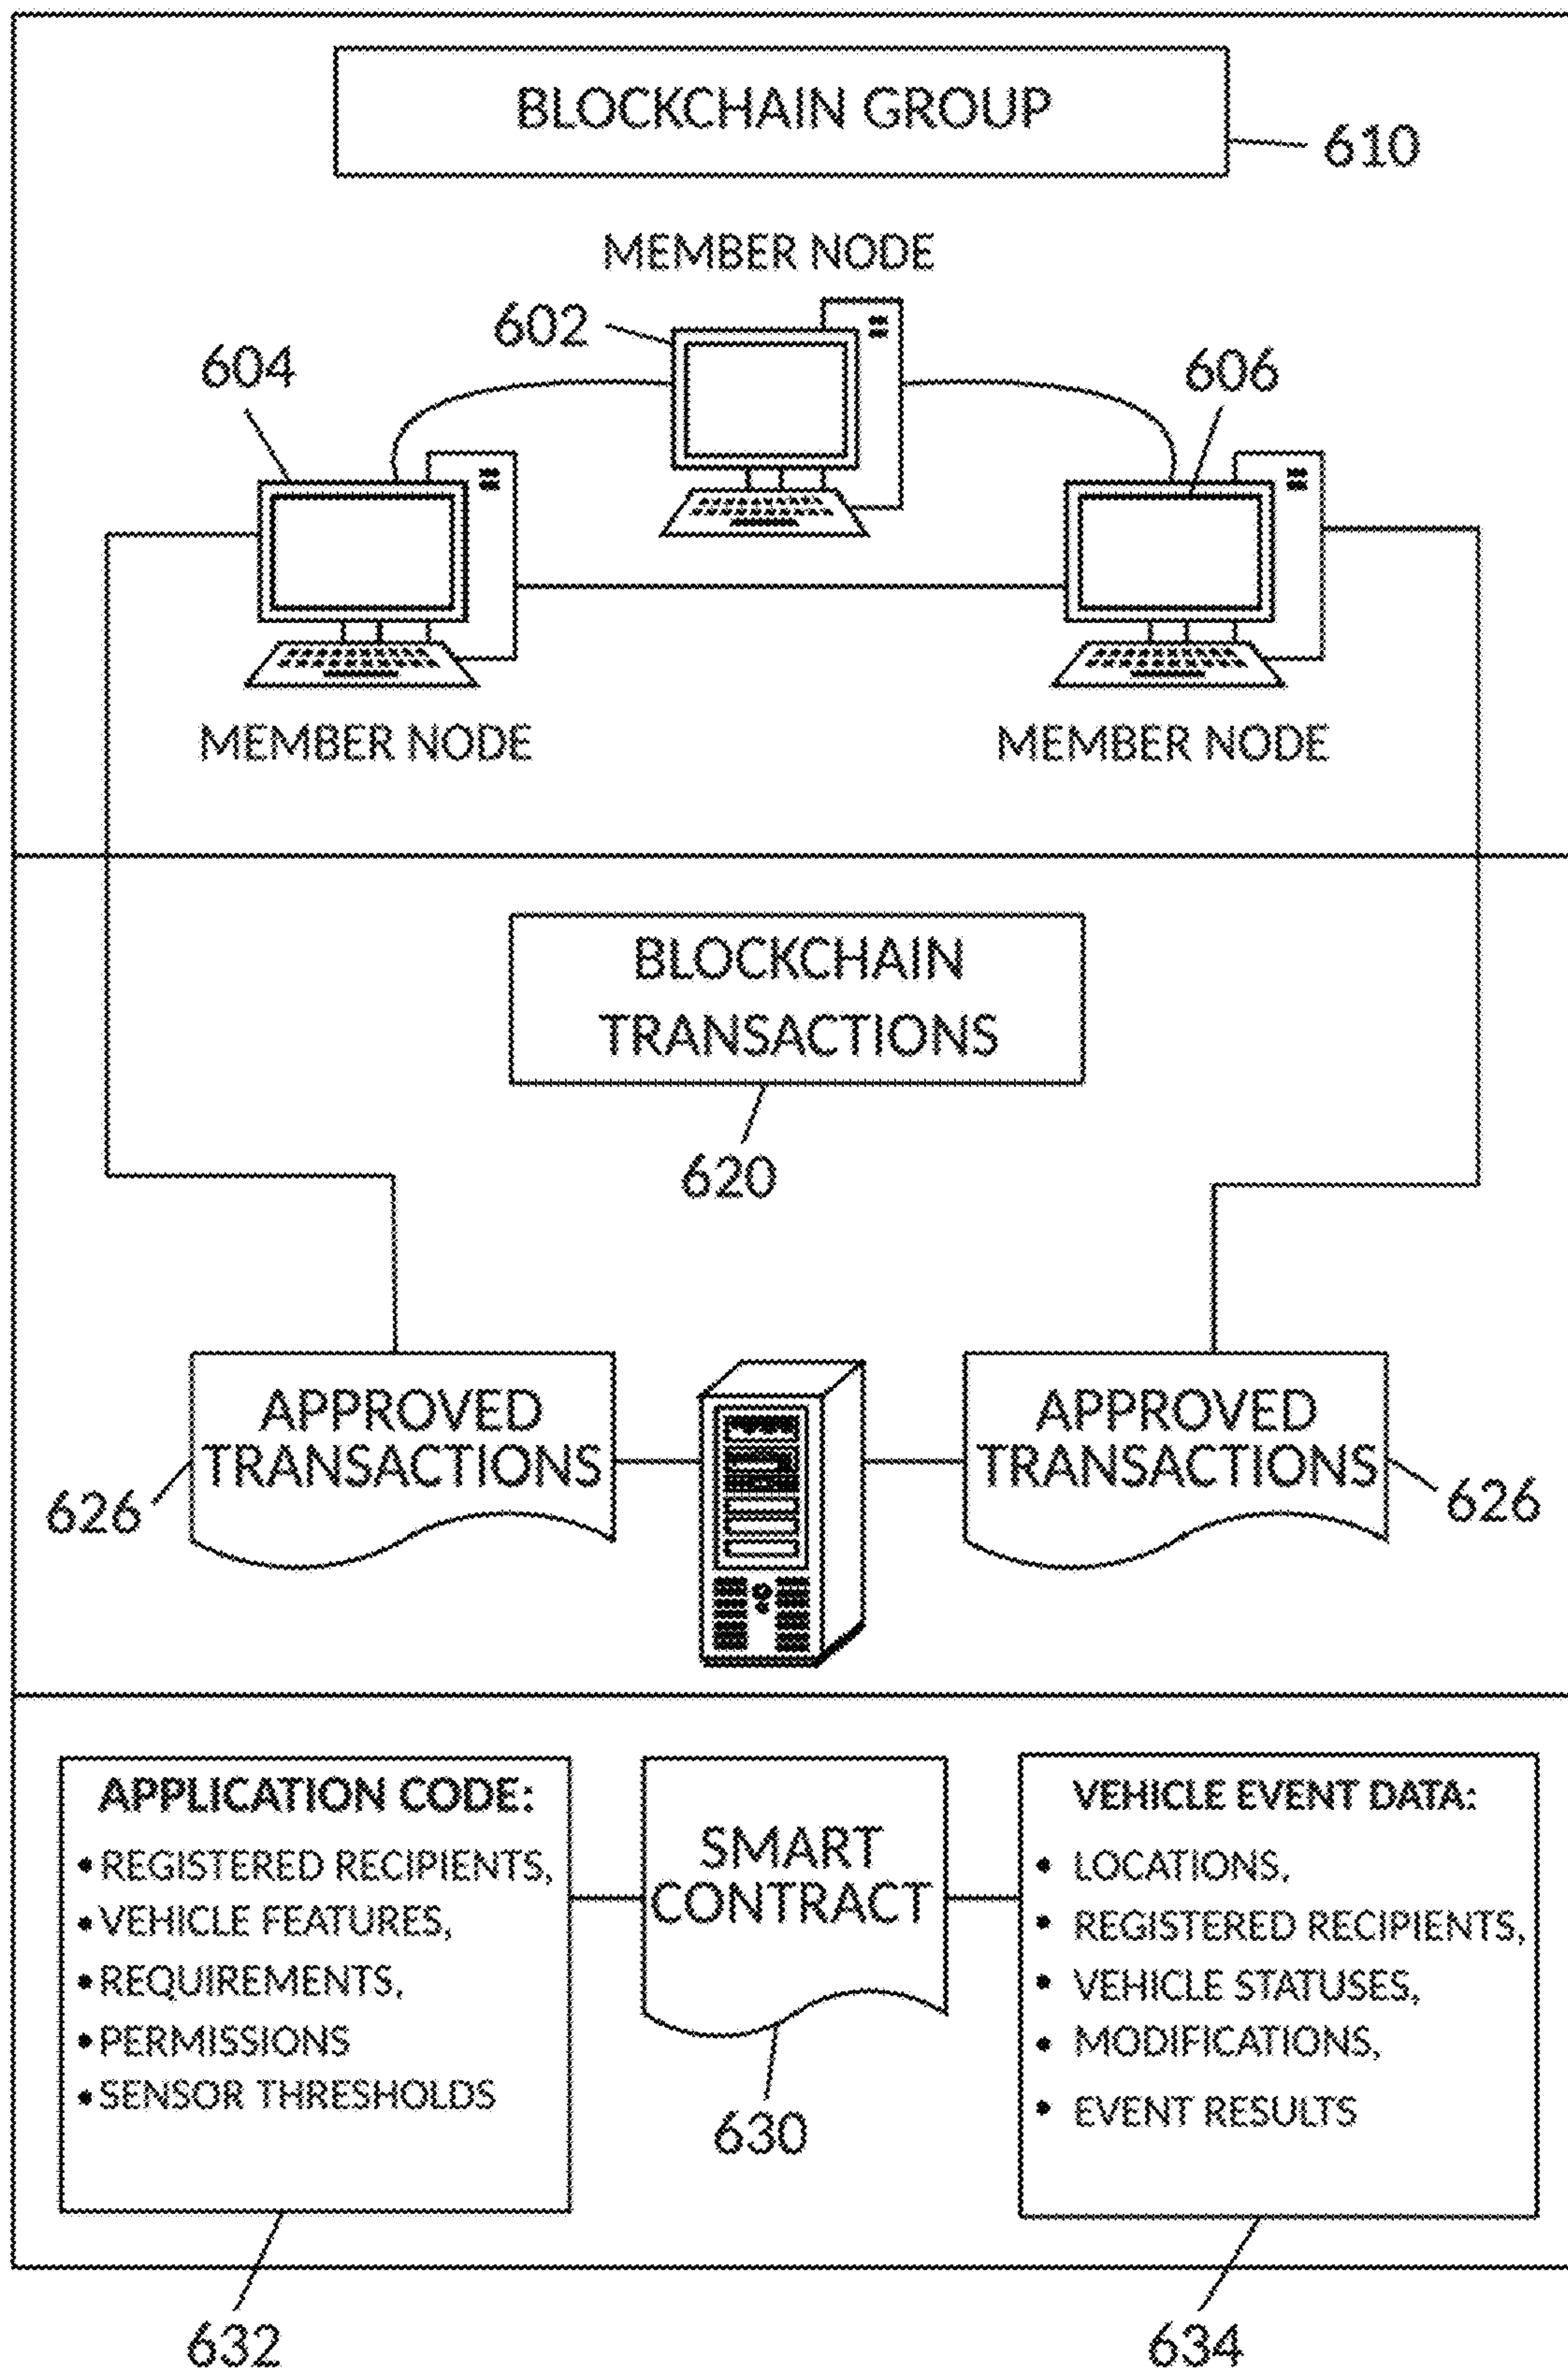 BLOCKCHAIN GROUP
610
MEMBER NODE
602
604
606
MEMBER NODE
MEMBER NODE
BLOCKCHAIN
TRANSACTIONS
620
APPROVED
TRANSACTIONS
626
APPROVED
TRANSACTIONS
626
APPLICATION CODE:
• REGISTERED RECIPIENTS,
• VEHICLE FEATURES,
• REQUIREMENTS,
• PERMISSIONS
• SENSOR THRESHOLDS
632
SMART
CONTRACT
630
VEHICLE EVENT DATA:
• LOCATIONS,
• REGISTERED RECIPIENTS,
• VEHICLE STATUSES,
• MODIFICATIONS,
• EVENT RESULTS
634